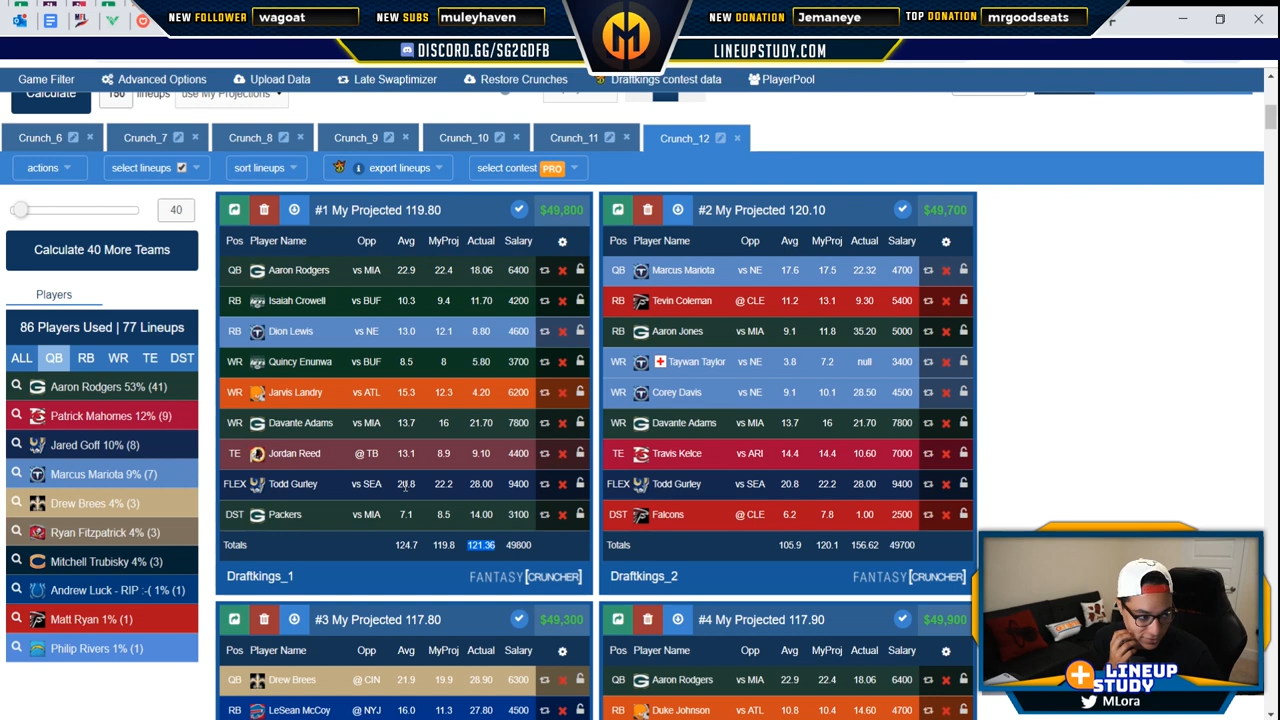 NEW FOLLOWER wagoat NEW SUBS muleyhaven NEW DONATION Jemaneye TOP DONATION mrgoodseats
DISCORD.GG/SG2GDFB LINEUPSTUDY.COM
Game Filter Advanced Options Upload Data Late Swaptimizer Restore Crunches Draftkings contest data PlayerPool
Calculate 150 lineups use My Projections
Crunch_6 Crunch_7 Crunch_8 Crunch_9 Crunch_10 Crunch_11 Crunch_12
actions select lineups sort lineups export lineups select contest PRO
40
Calculate 40 More Teams
Players
86 Players Used | 77 Lineups
ALL QB RB WR TE DST
Aaron Rodgers 53% (41)
Patrick Mahomes 12% (9)
Jared Goff 10% (8)
Marcus Mariota 9% (7)
Drew Brees 4% (3)
Ryan Fitzpatrick 4% (3)
Mitchell Trubisky 4% (3)
Andrew Luck - RIP :-( 1% (1)
Matt Ryan 1% (1)
Philip Rivers 1% (1)
#1 My Projected 119.80 $49,800
Pos Player Name Opp Avg MyProj Actual Salary
QB Aaron Rodgers vs MIA 22.9 22.4 18.06 6400
RB Isaiah Crowell vs BUF 10.3 9.4 11.70 4200
RB Dion Lewis vs NE 13.0 12.1 8.80 4600
WR Quincy Enunwa vs BUF 8.5 8 5.80 3700
WR Jarvis Landry vs ATL 15.3 12.3 4.20 6200
WR Davante Adams 13.7 16 21.70 7800
TE Jordan Reed @ TB 13.1 8.9 9.10 4400
FLEX Todd Gurley vs SEA 20.8 22.2 28.00 9400
DST Packers vs MIA 7.1 8.5 14.00 3100
Totals 124.7 119.8 121.36 49800
Draftkings_1 FANTASY[CRUNCHER]
#2 My Projected 120.10 $49,700
Pos Player Name Opp Avg MyProj Actual Salary
QB Marcus Mariota vs NE 17.6 17.5 22.32 4700
RB Tevin Coleman @ CLE 11.2 13.1 9.30 5400
RB Aaron Jones vs MIA 9.1 11.8 35.20 5000
WR Taywan Taylor vs NE 3.8 7.2 null 3400
WR Corey Davis vs NE 9.1 10.1 28.50 4500
WR Davante Adams vs MIA 13.7 16 21.70 7800
TE Travis Kelce vs ARI 14.4 14.4 10.60 7000
FLEX Todd Gurley vs SEA 20.8 22.2 28.00 9400
DST Falcons @ CLE 6.2 7.8 1.00 2500
Totals 105.9 120.1 156.62 49700
Draftkings_2 FANTASY[CRUNCHER]
#3 My Projected 117.80 $49,300
Pos Player Name Opp Avg MyProj Actual Salary
QB Drew Brees @ CIN 21.9 19.9 28.90 6300
RB LeSean McCoy @ NYJ 16.0 11.3 27.80 4500
#4 My Projected 117.90 $49,900
Pos Player Name Opp Avg MyProj Actual Salary
QB Aaron Rodgers vs MIA 22.9 22.4 18.06 6400
RB Duke Johnson vs ATL 10.8 10.4 14.60 4700
LINEUP
STUDY
MLora